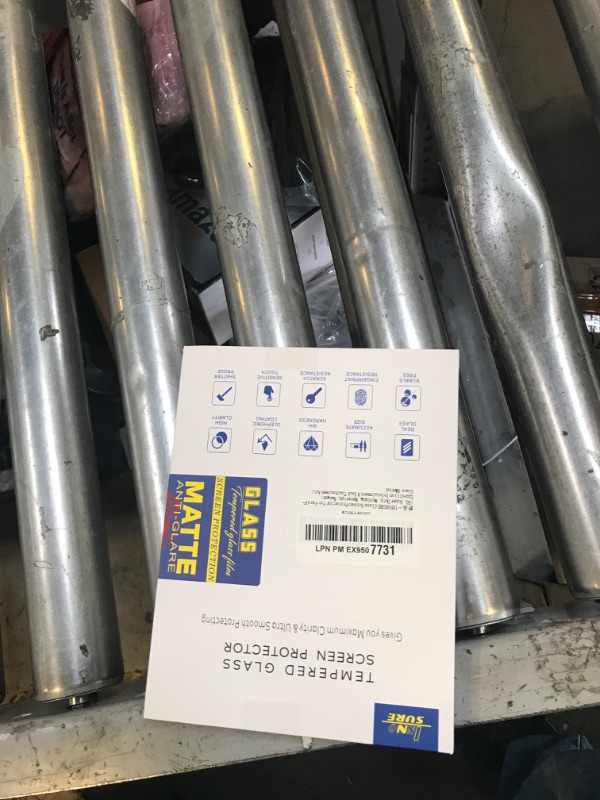 INNO
SURE
TEMPERED GLASS
SCREEN PROTECTOR
Gives you Maximum Clarity & Ultra Smooth Protecting
GLASS
Tempered glass film
SCREEN PROTECTION
MATTE
ANTI-GLARE
LPN PM EX950 7731
REAL
GLASS
ACCURATE
SIZE
9H
HARDNESS
OLEOPHOBIC
COATING
HIGH
CLARITY
BUBBLE
FREE
FINGERPRINT
RESISTANCE
SCRATCH
RESISTANCE
SENSITIVE
TOUCH
SHATTER
PROOF